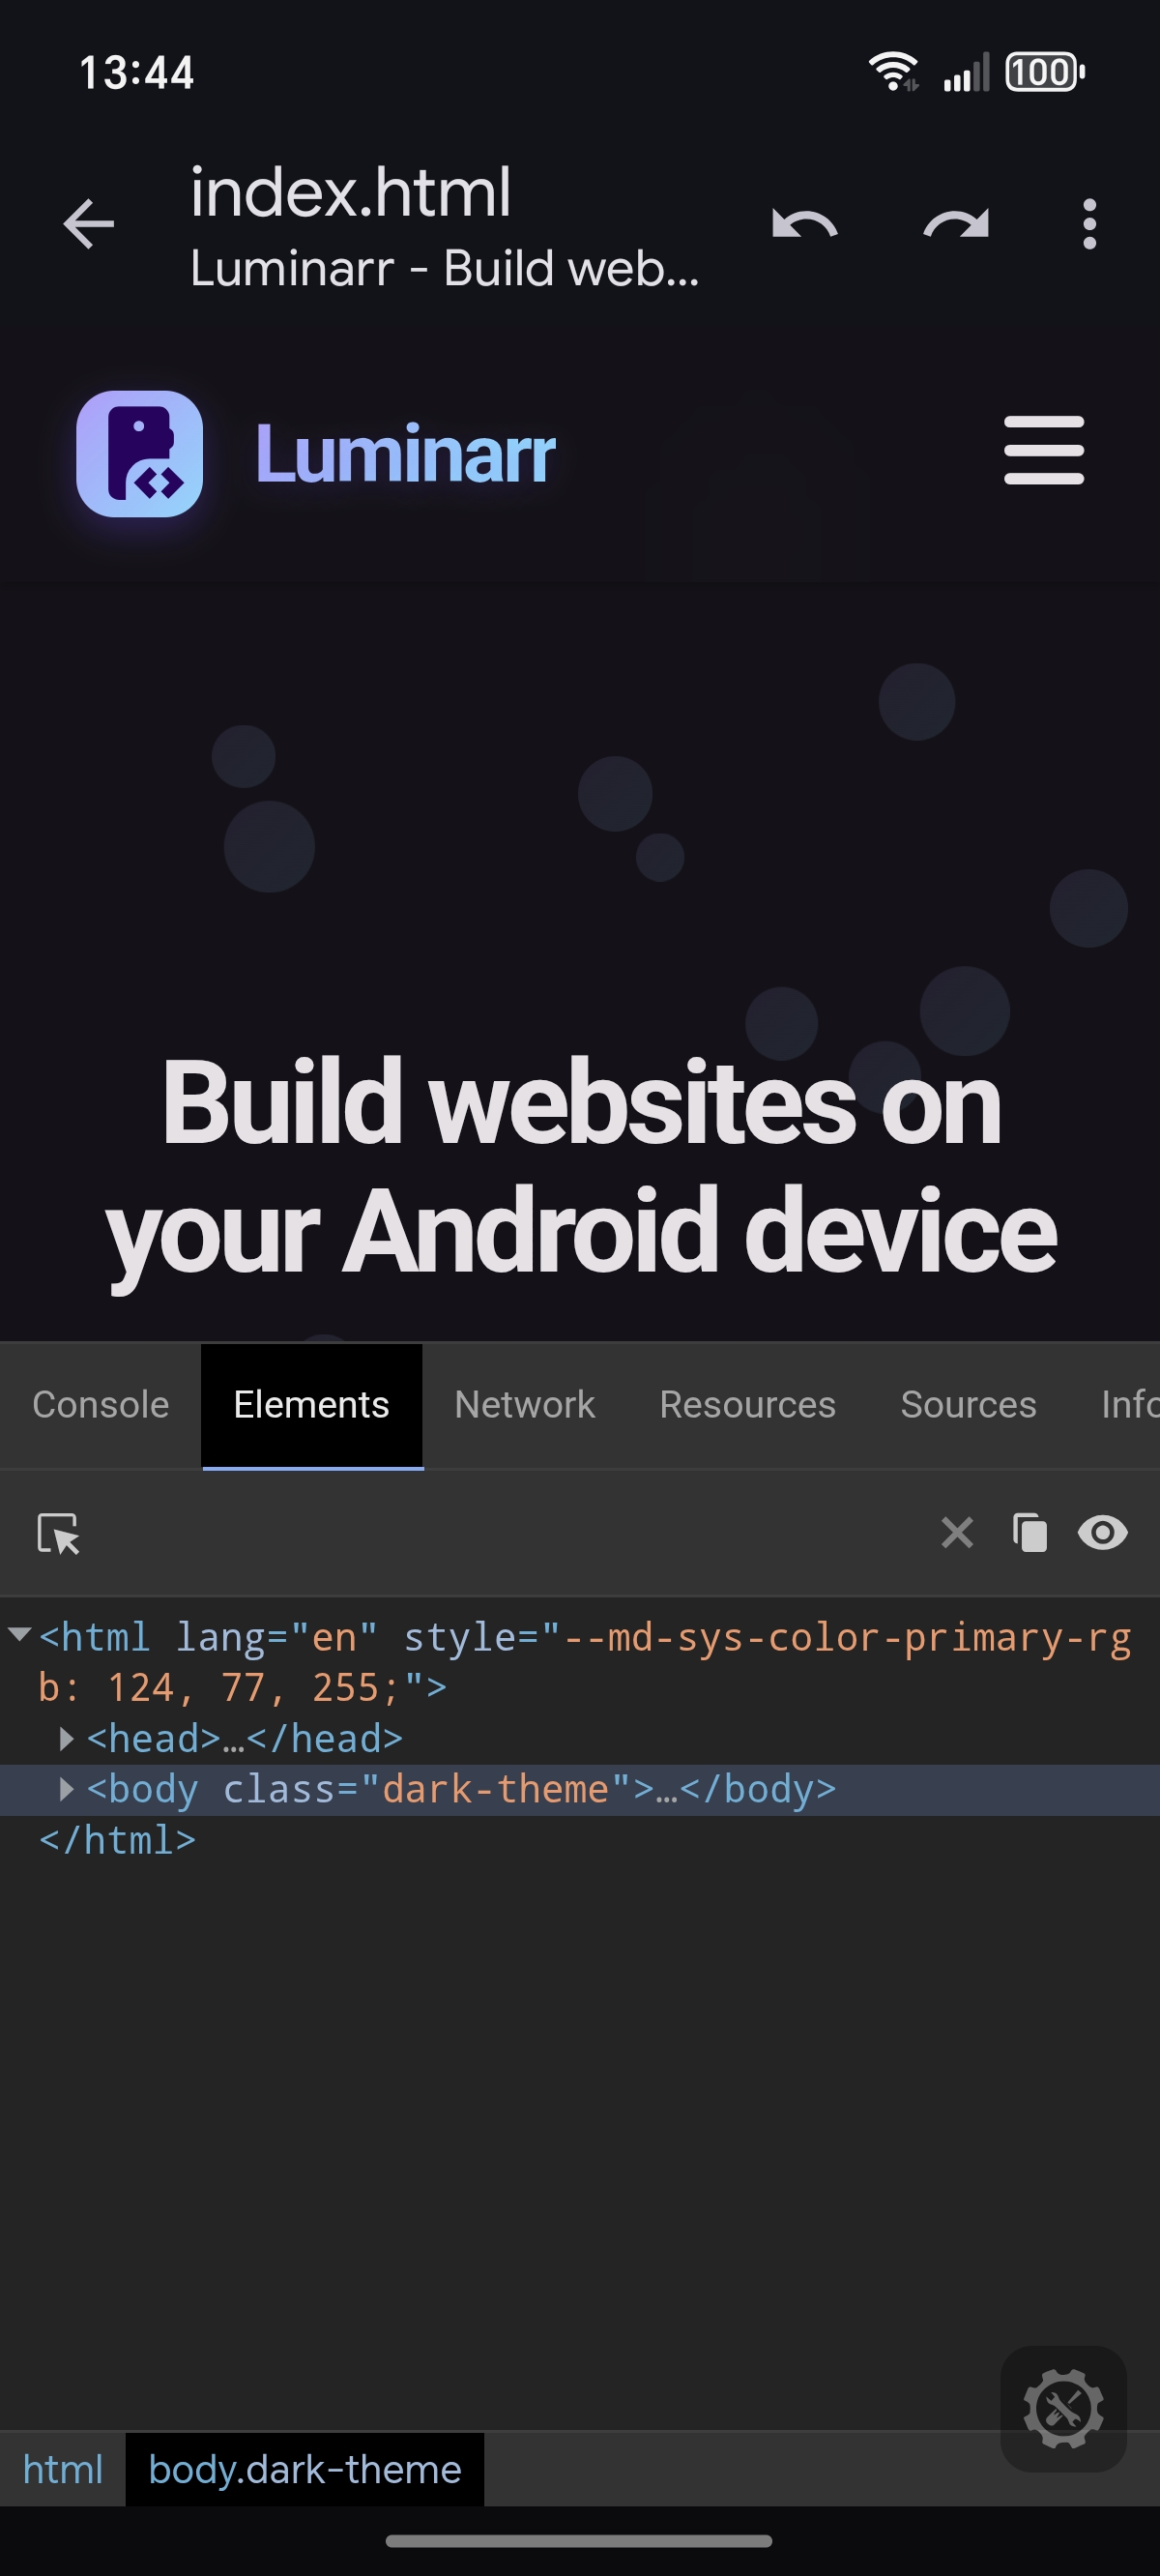 13:44
100
index.html
Luminarr - Build web...
Luminarr
Build websites on
your Android device
Console Elements Network Resources Sources Info
<html lang="en" style="--md-sys-color-primary-rg
b: 124, 77, 255;">
<head>…</head>
<body class="dark-theme">…</body>
</html>
html body.dark-theme